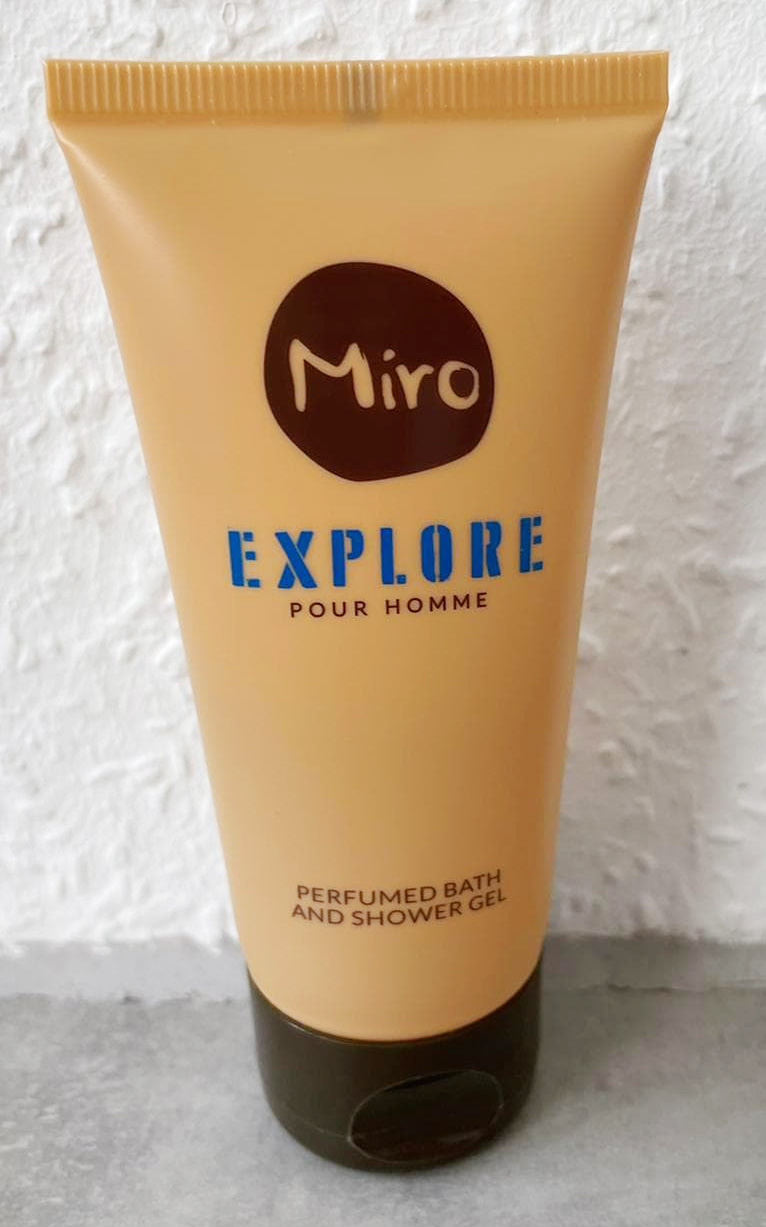 Miro
EXPLORE
POUR HOMME
PERFUMED BATH
AND SHOWER GEL